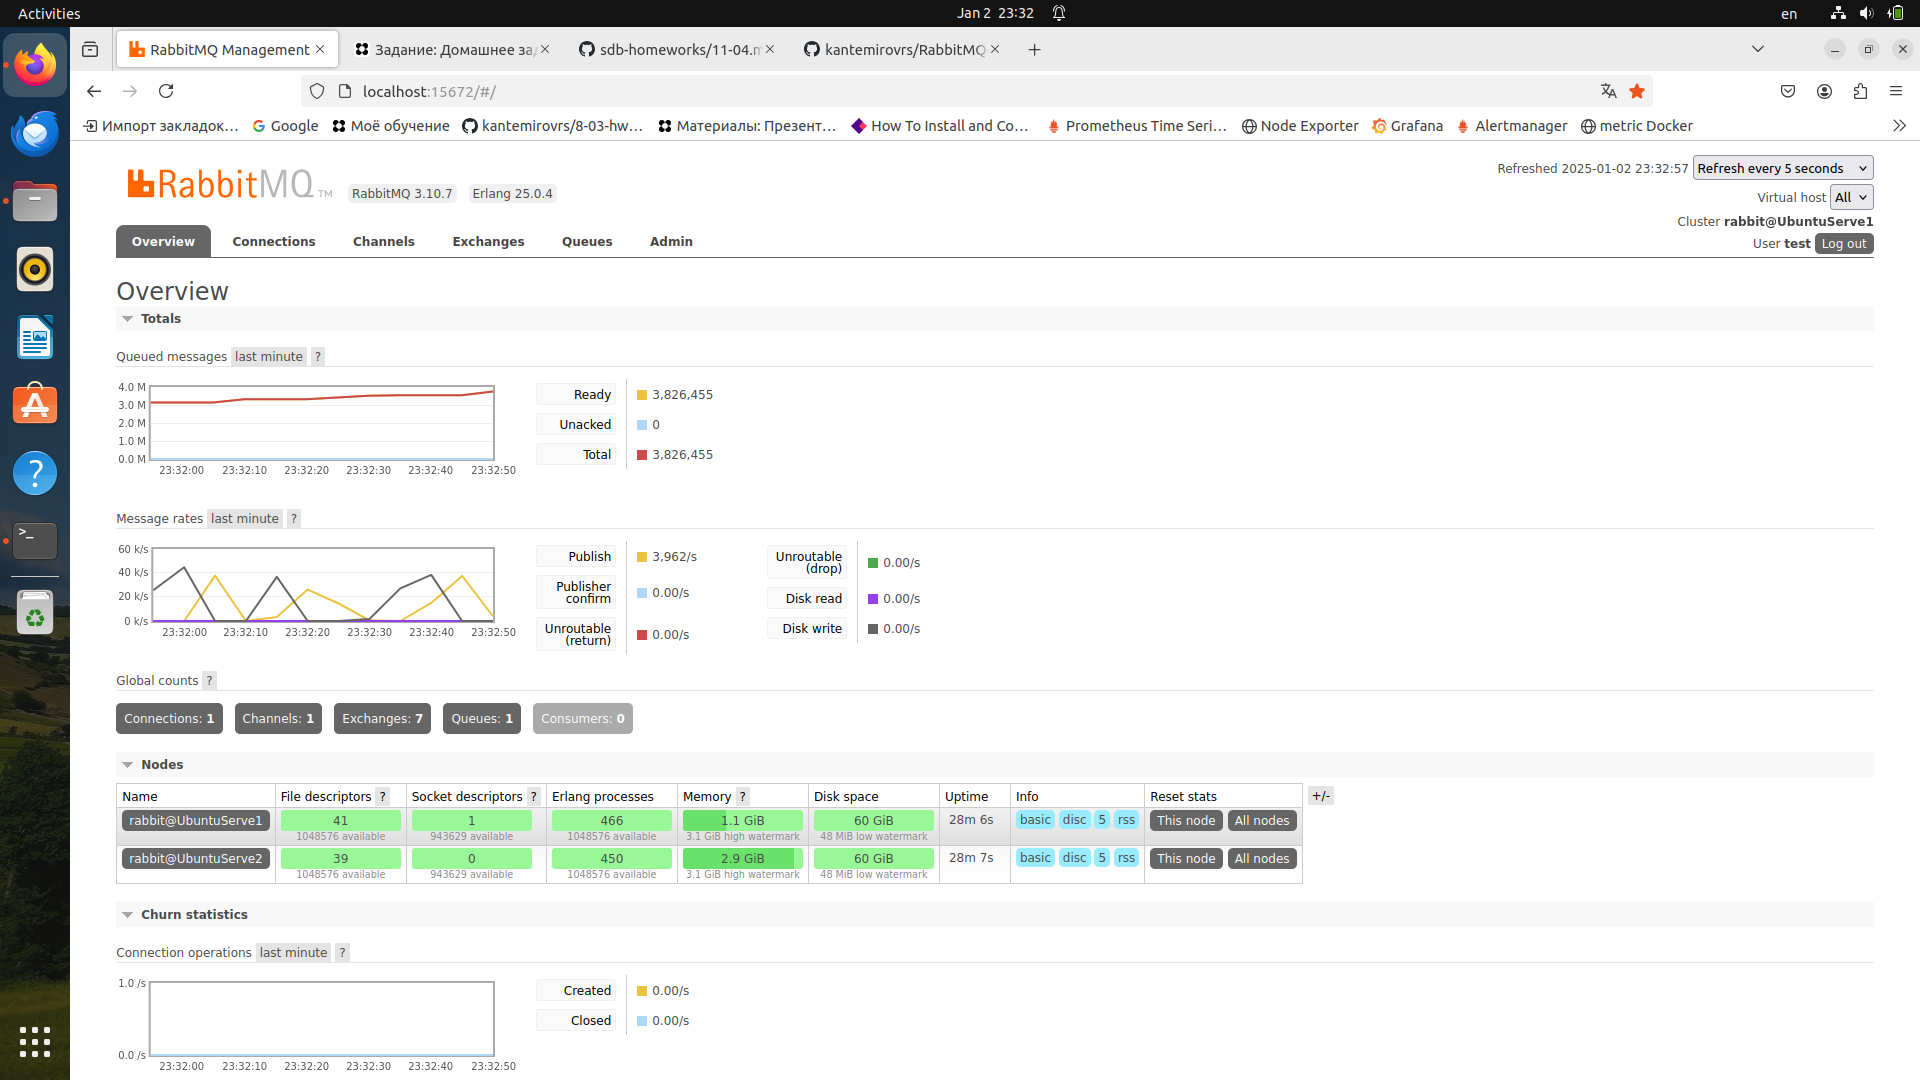 Activities
Jan 2 23:32
en
RabbitMQ Management
Задание: Домашнее за
sdb-homeworks/11-04.m
kantemirovrs/RabbitMQ
localhost:15672/#/
Импорт закладок…
Google
Моё обучение
kantemirovrs/8-03-hw…
Материалы: Презент…
How To Install and Co…
Prometheus Time Seri…
Node Exporter
Grafana
Alertmanager
metric Docker
RabbitMQ TM
RabbitMQ 3.10.7
Erlang 25.0.4
Refreshed 2025-01-02 23:32:57
Refresh every 5 seconds
Virtual host All
Cluster rabbit@UbuntuServe1
User test Log out
Overview
Connections
Channels
Exchanges
Queues
Admin
Overview
Totals
Queued messages last minute ?
4.0 M
3.0 M
2.0 M
1.0 M
0.0 M
23:32:00 23:32:10 23:32:20 23:32:30 23:32:40 23:32:50
Ready 3,826,455
Unacked 0
Total 3,826,455
Message rates last minute ?
60 k/s
40 k/s
20 k/s
0 k/s
23:32:00 23:32:10 23:32:20 23:32:30 23:32:40 23:32:50
Publish 3,962/s
Publisher
confirm 0.00/s
Unroutable
(return) 0.00/s
Unroutable
(drop) 0.00/s
Disk read 0.00/s
Disk write 0.00/s
Global counts ?
Connections: 1
Channels: 1
Exchanges: 7
Queues: 1
Consumers: 0
Nodes
Name File descriptors ? Socket descriptors ? Erlang processes Memory ? Disk space Uptime Info Reset stats +/-
rabbit@UbuntuServe1 41 1 466 1.1 GiB 60 GiB 28m 6s basic disc 5 rss This node All nodes
1048576 available 943629 available 1048576 available 3.1 GiB high watermark 48 MiB low watermark
rabbit@UbuntuServe2 39 0 450 2.9 GiB 60 GiB 28m 7s basic disc 5 rss This node All nodes
1048576 available 943629 available 1048576 available 3.1 GiB high watermark 48 MiB low watermark
Churn statistics
Connection operations last minute ?
1.0 /s
0.0 /s
23:32:00 23:32:10 23:32:20 23:32:30 23:32:40 23:32:50
Created 0.00/s
Closed 0.00/s